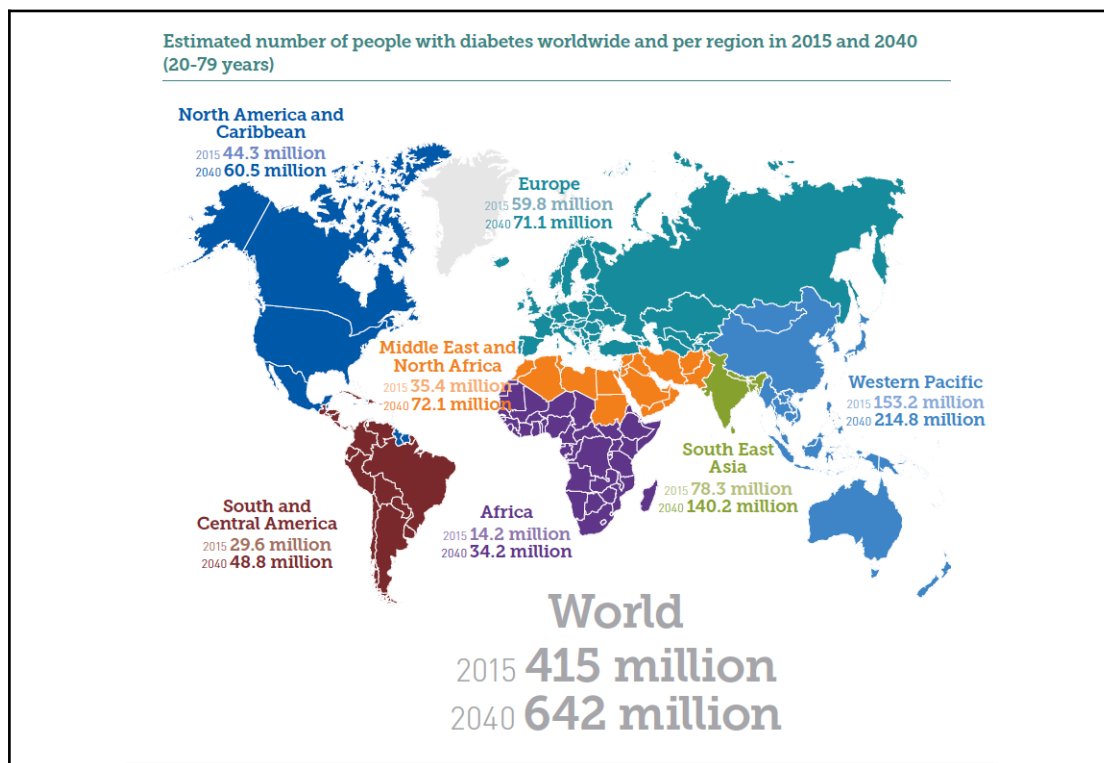 Estimated number of people with diabetes worldwide and per region in 2015 and 2040
(20-79 years)
North America and
Caribbean
2015 44.3 million
2040 60.5 million
Europe
2015 59.8 million
2040 71.1 million
Middle East and
North Africa
2015 35.4 million
2040 72.1 million
Western Pacific
2015 153.2 million
2040 214.8 million
South East
Asia
2015 78.3 million
2040 140.2 million
South and
Central America
2015 29.6 million
2040 48.8 million
Africa
2015 14.2 million
2040 34.2 million
World
2015 415 million
2040 642 million